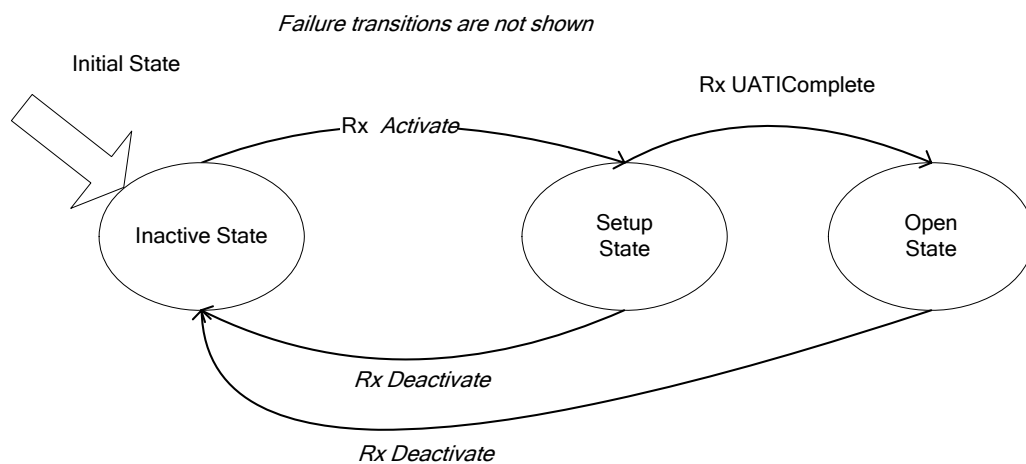 Failure transitions are not shown
Initial State
Rx UATIComplete
Rx Activate
Inactive State
Setup
State
Open
State
Rx Deactivate
Rx Deactivate